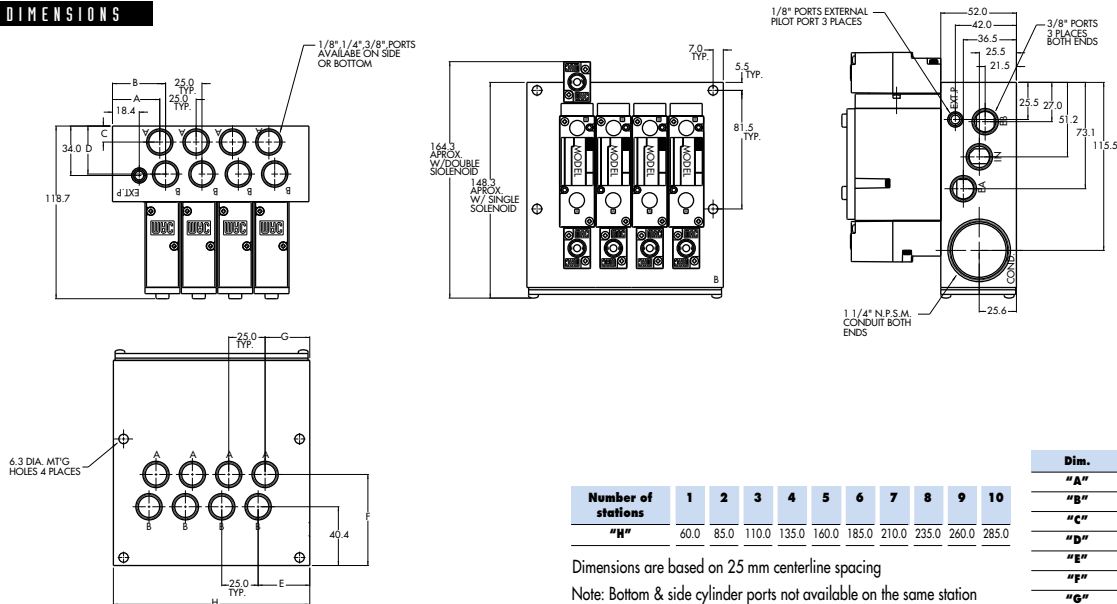 DIMENSIONS
1/8",1/4",3/8",PORTS
AVAILABE ON SIDE
OR BOTTOM
B
25.0
TYP.
A
25.0
TYP.
18.4
C
34.0
D
118.7
A
A
A
A
EXT.P
B
B
B
B
MAC
MAC
MAC
MAC
7.0
TYP.
5.5
TYP.
81.5
TYP.
164.3
APROX.
W/DOUBLE
SIOLENOID
148.3
APROX.
W/ SINGLE
SOLENOID
MODEL
MODEL
MODEL
MODEL
B
1/8" PORTS EXTERNAL
PILOT PORT 3 PLACES
52.0
42.0
36.5
25.5
21.5
3/8" PORTS
3 PLACES
BOTH ENDS
EXT.P
EB
IN
EA
COND.
25.5
27.0
51.2
73.1
115.5
1 1/4" N.P.S.M.
CONDUIT BOTH
ENDS
25.6
25.0
TYP.
G
6.3 DIA. MT'G
HOLES 4 PLACES
A
A
A
A
B
B
B
B
F
40.4
25.0
TYP.
E
H
Number of stations 1 2 3 4 5 6 7 8 9 10
"H" 60.0 85.0 110.0 135.0 160.0 185.0 210.0 235.0 260.0 285.0
Dimensions are based on 25 mm centerline spacing
Note: Bottom & side cylinder ports not available on the same station
Dim.
"A"
"B"
"C"
"D"
"E"
"F"
"G"